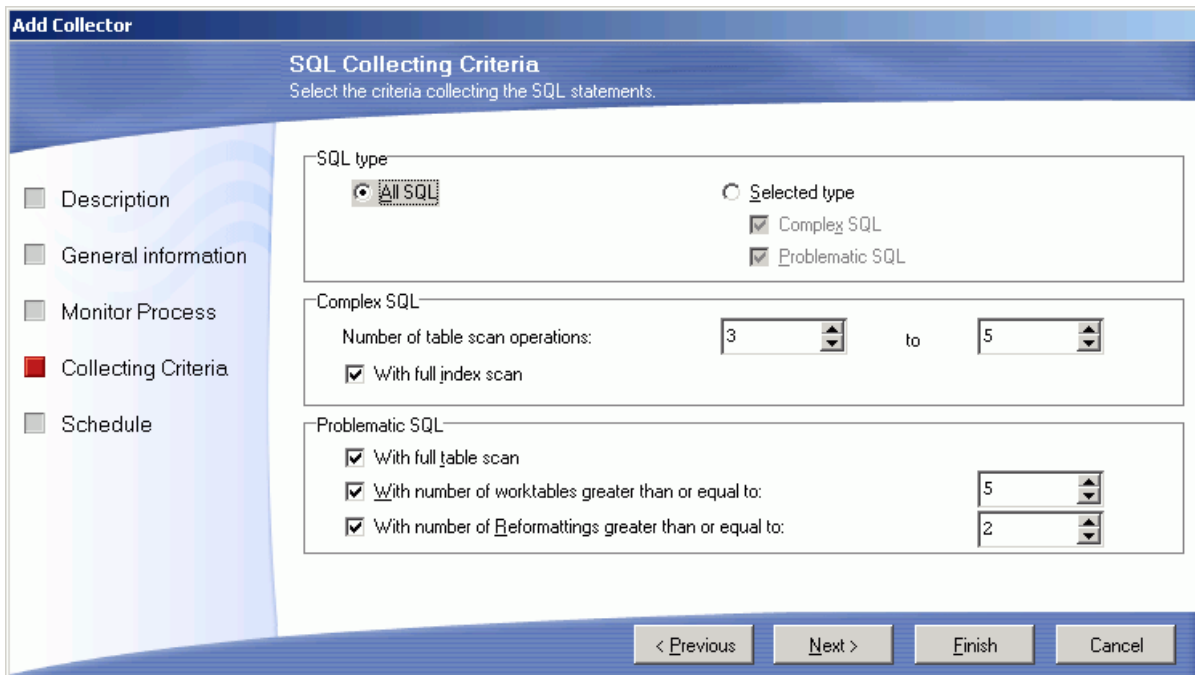 Add Collector
SQL Collecting Criteria
Select the criteria collecting the SQL statements.
Description
General information
Monitor Process
Collecting Criteria
Schedule
SQL type
All SQL
Selected type
Complex SQL
Problematic SQL
Complex SQL
Number of table scan operations: 3 to 5
With full index scan
Problematic SQL
With full table scan
With number of worktables greater than or equal to: 5
With number of Reformattings greater than or equal to: 2
< Previous Next > Finish Cancel